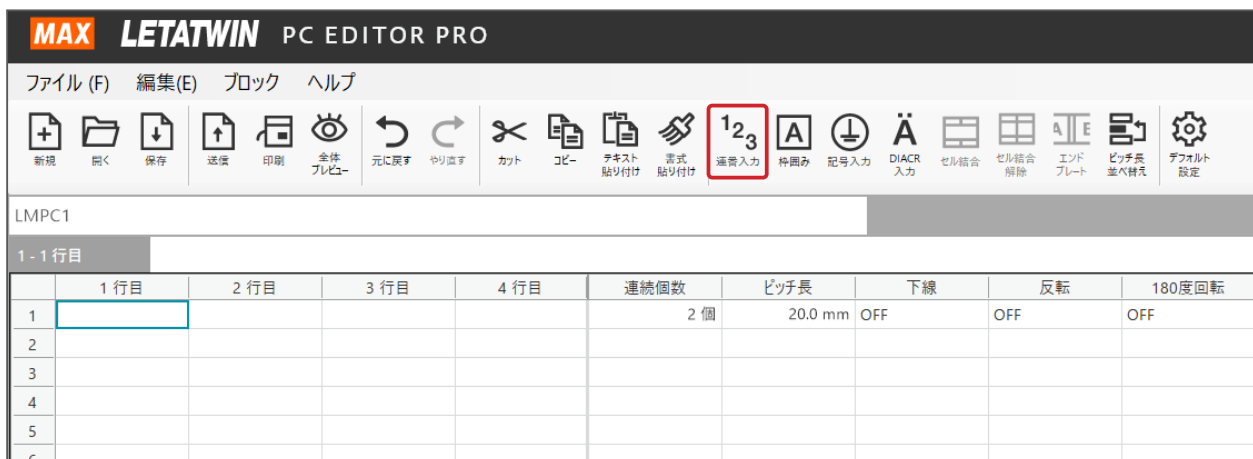 MAX LETATWIN PC EDITOR PRO
ファイル (F) 編集(E) ブロック ヘルプ
新規 開く 保存 送信 印刷 全体プレビュー 元に戻す やり直す カット コピー テキスト貼り付け 書式貼り付け 123 連番入力 A 枠囲み 記号入力 Ä DIACR入力 セル結合 セル結合解除 A E エンドプレート ピッチ長並べ替え デフォルト設定
LMPC1
1 - 1 行目
1 行目 2 行目 3 行目 4 行目 連続個数 ピッチ長 下線 反転 180度回転
1 2 個 20.0 mm OFF OFF OFF
2
3
4
5